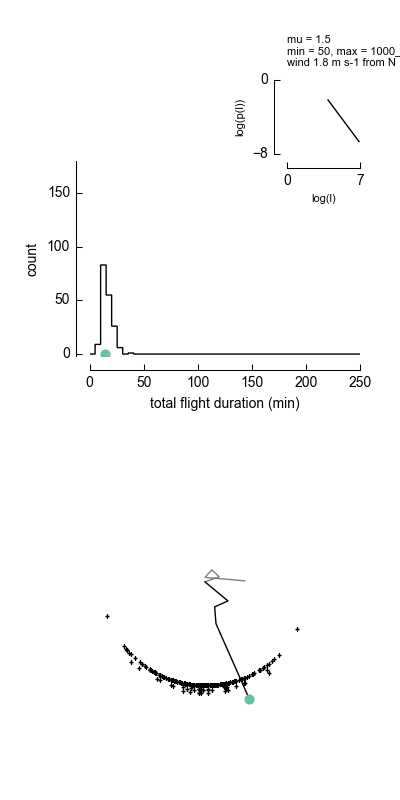 mu = 1.5
min = 50, max = 1000_
wind 1.8 m s-1 from N
0
log(p(l))
−8
0 7
log(l)
150
100
count
50
0
0 50 100 150 200 250
total flight duration (min)